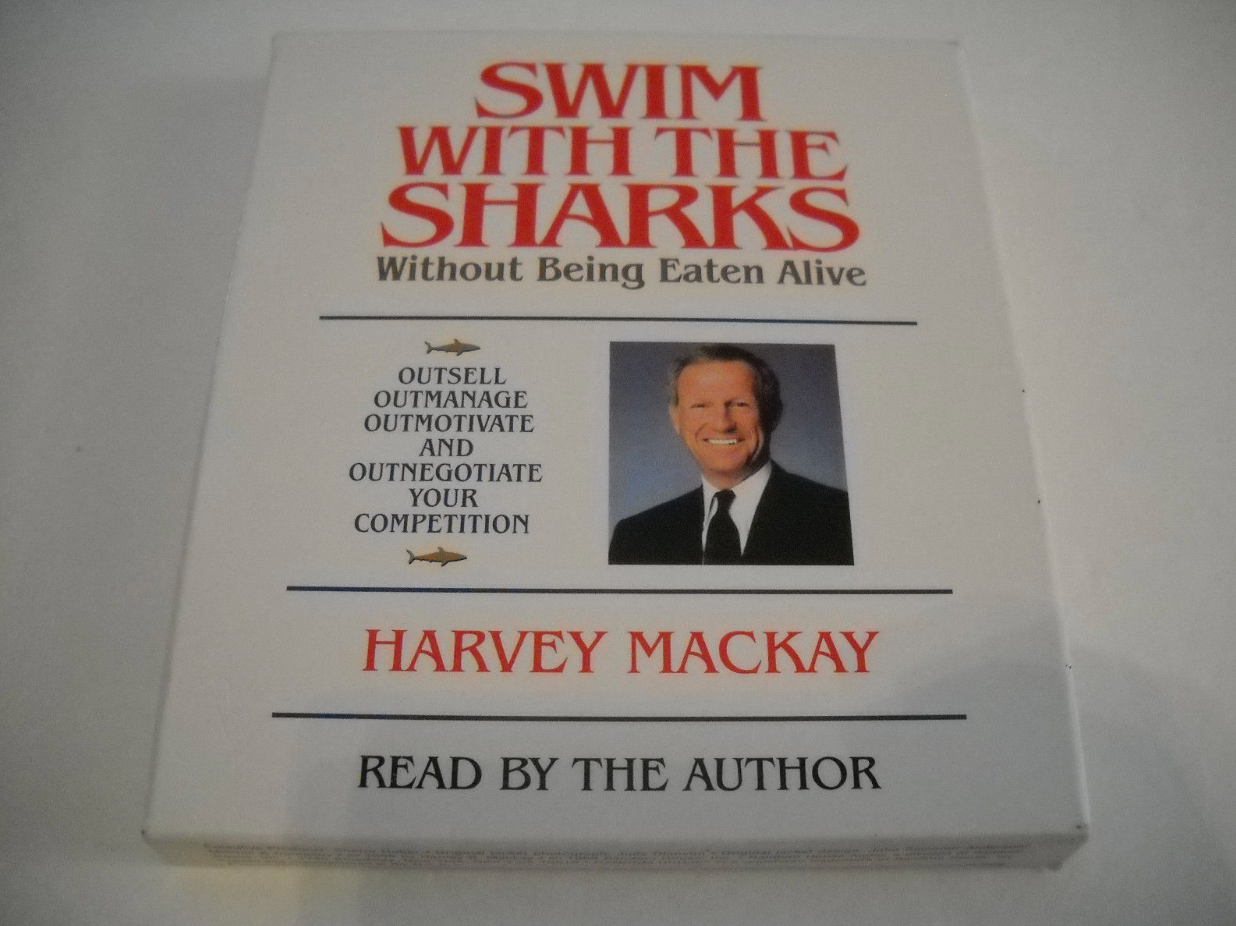 SWIM
WITH THE
SHARKS
Without Being Eaten Alive
OUTSELL
OUTMANAGE
OUTMOTIVATE
AND
OUTNEGOTIATE
YOUR
COMPETITION
HARVEY MACKAY
READ BY THE AUTHOR